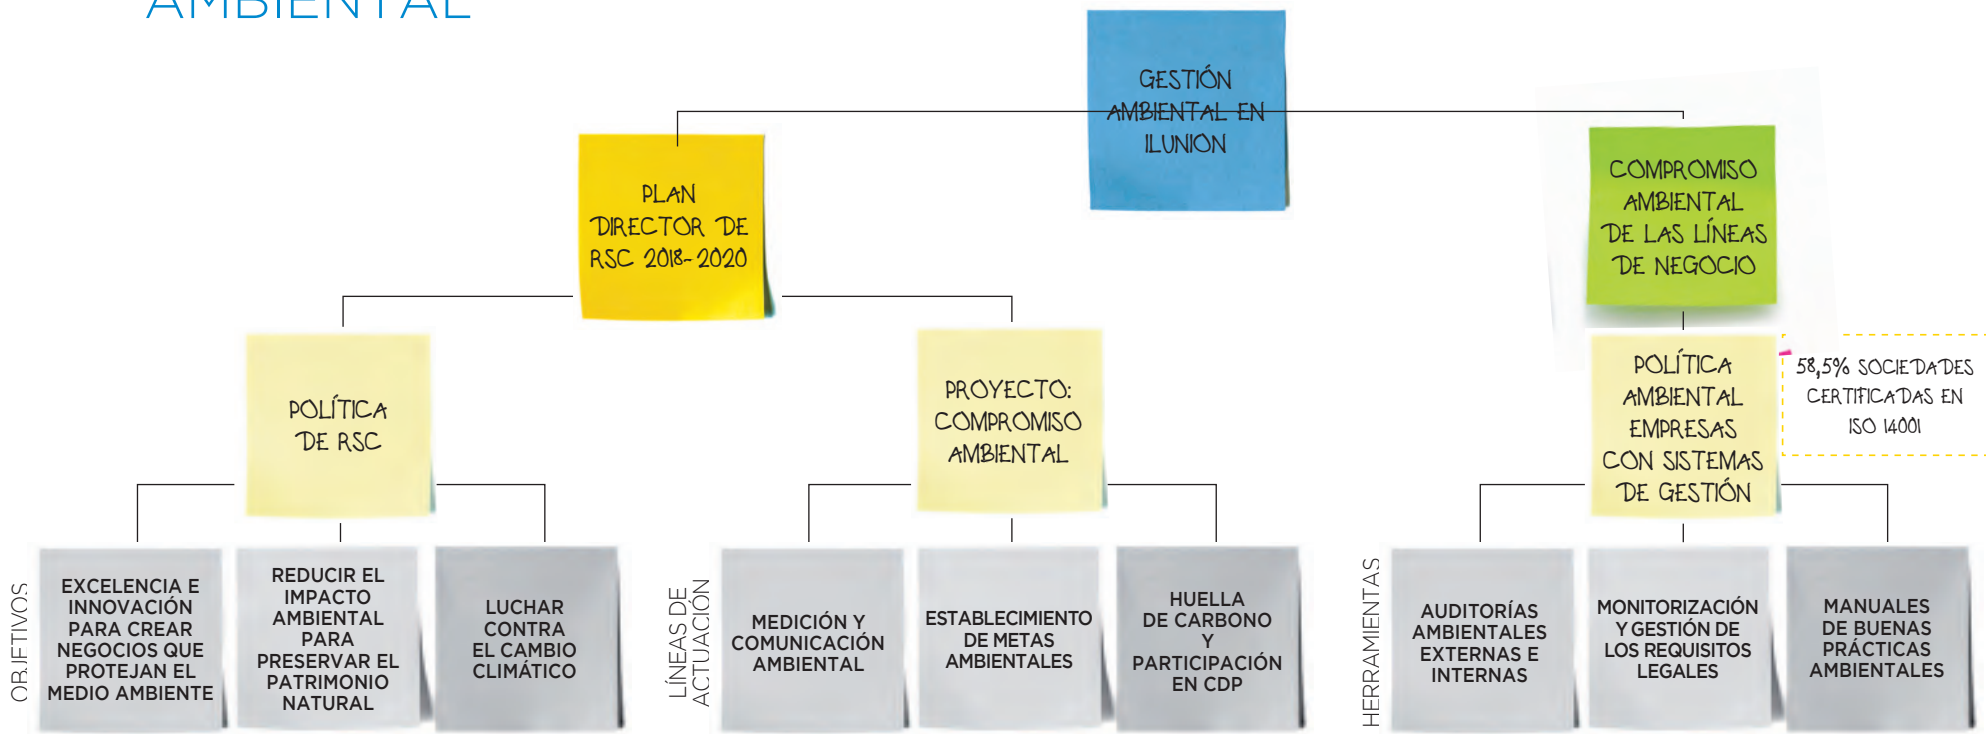 AMBIENTAL
GESTIÓN
AMBIENTAL EN
ILUNION
PLAN
DIRECTOR DE
RSC 2018-2020
COMPROMISO
AMBIENTAL
DE LAS LÍNEAS
DE NEGOCIO
POLÍTICA
DE RSC
PROYECTO:
COMPROMISO
AMBIENTAL
POLÍTICA
AMBIENTAL
EMPRESAS
CON SISTEMAS
DE GESTIÓN
58,5% SOCIEDADES
CERTIFICADAS EN
ISO 14001
OBJETIVOS
EXCELENCIA E
INNOVACIÓN
PARA CREAR
NEGOCIOS QUE
PROTEJAN EL
MEDIO AMBIENTE
REDUCIR EL
IMPACTO
AMBIENTAL
PARA
PRESERVAR EL
PATRIMONIO
NATURAL
LUCHAR
CONTRA
EL CAMBIO
CLIMÁTICO
LÍNEAS DE
ACTUACIÓN
MEDICIÓN Y
COMUNICACIÓN
AMBIENTAL
ESTABLECIMIENTO
DE METAS
AMBIENTALES
HUELLA
DE CARBONO
Y
PARTICIPACIÓN
EN CDP
HERRAMIENTAS
AUDITORÍAS
AMBIENTALES
EXTERNAS E
INTERNAS
MONITORIZACIÓN
Y GESTIÓN DE
LOS REQUISITOS
LEGALES
MANUALES
DE BUENAS
PRÁCTICAS
AMBIENTALES